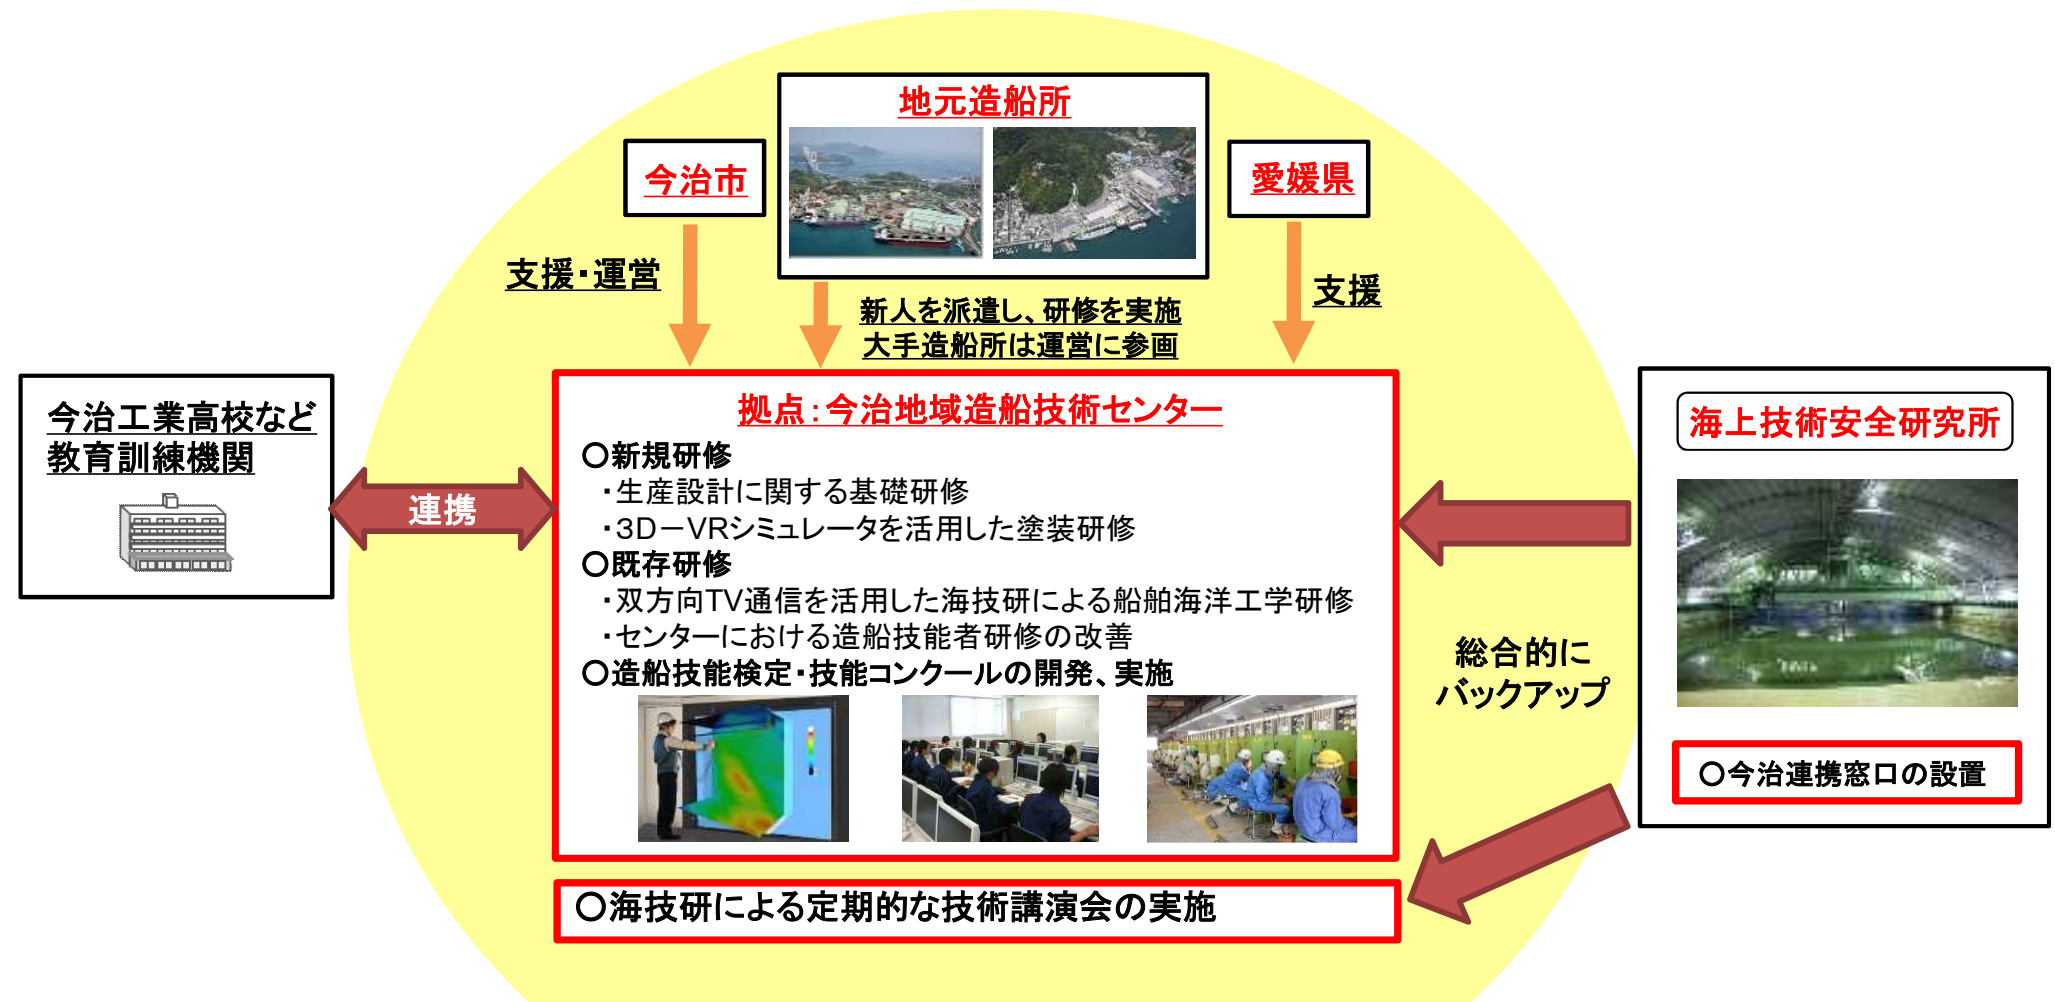 地元造船所
今治市
愛媛県
支援・運営
新人を派遣し、研修を実施
大手造船所は運営に参画
支援
今治工業高校など
教育訓練機関
連携
拠点：今治地域造船技術センター
〇新規研修
・生産設計に関する基礎研修
・3D－VRシミュレータを活用した塗装研修
〇既存研修
・双方向TV通信を活用した海技研による船舶海洋工学研修
・センターにおける造船技能者研修の改善
〇造船技能検定・技能コンクールの開発、実施
〇海技研による定期的な技術講演会の実施
海上技術安全研究所
総合的に
バックアップ
〇今治連携窓口の設置